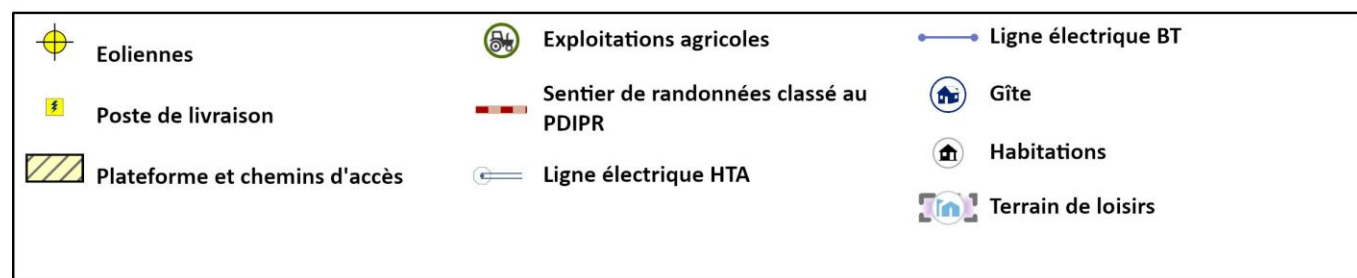 Eoliennes
Poste de livraison
Plateforme et chemins d'accès
Exploitations agricoles
Sentier de randonnées classé au
PDIPR
Ligne électrique HTA
Ligne électrique BT
Gîte
Habitations
Terrain de loisirs